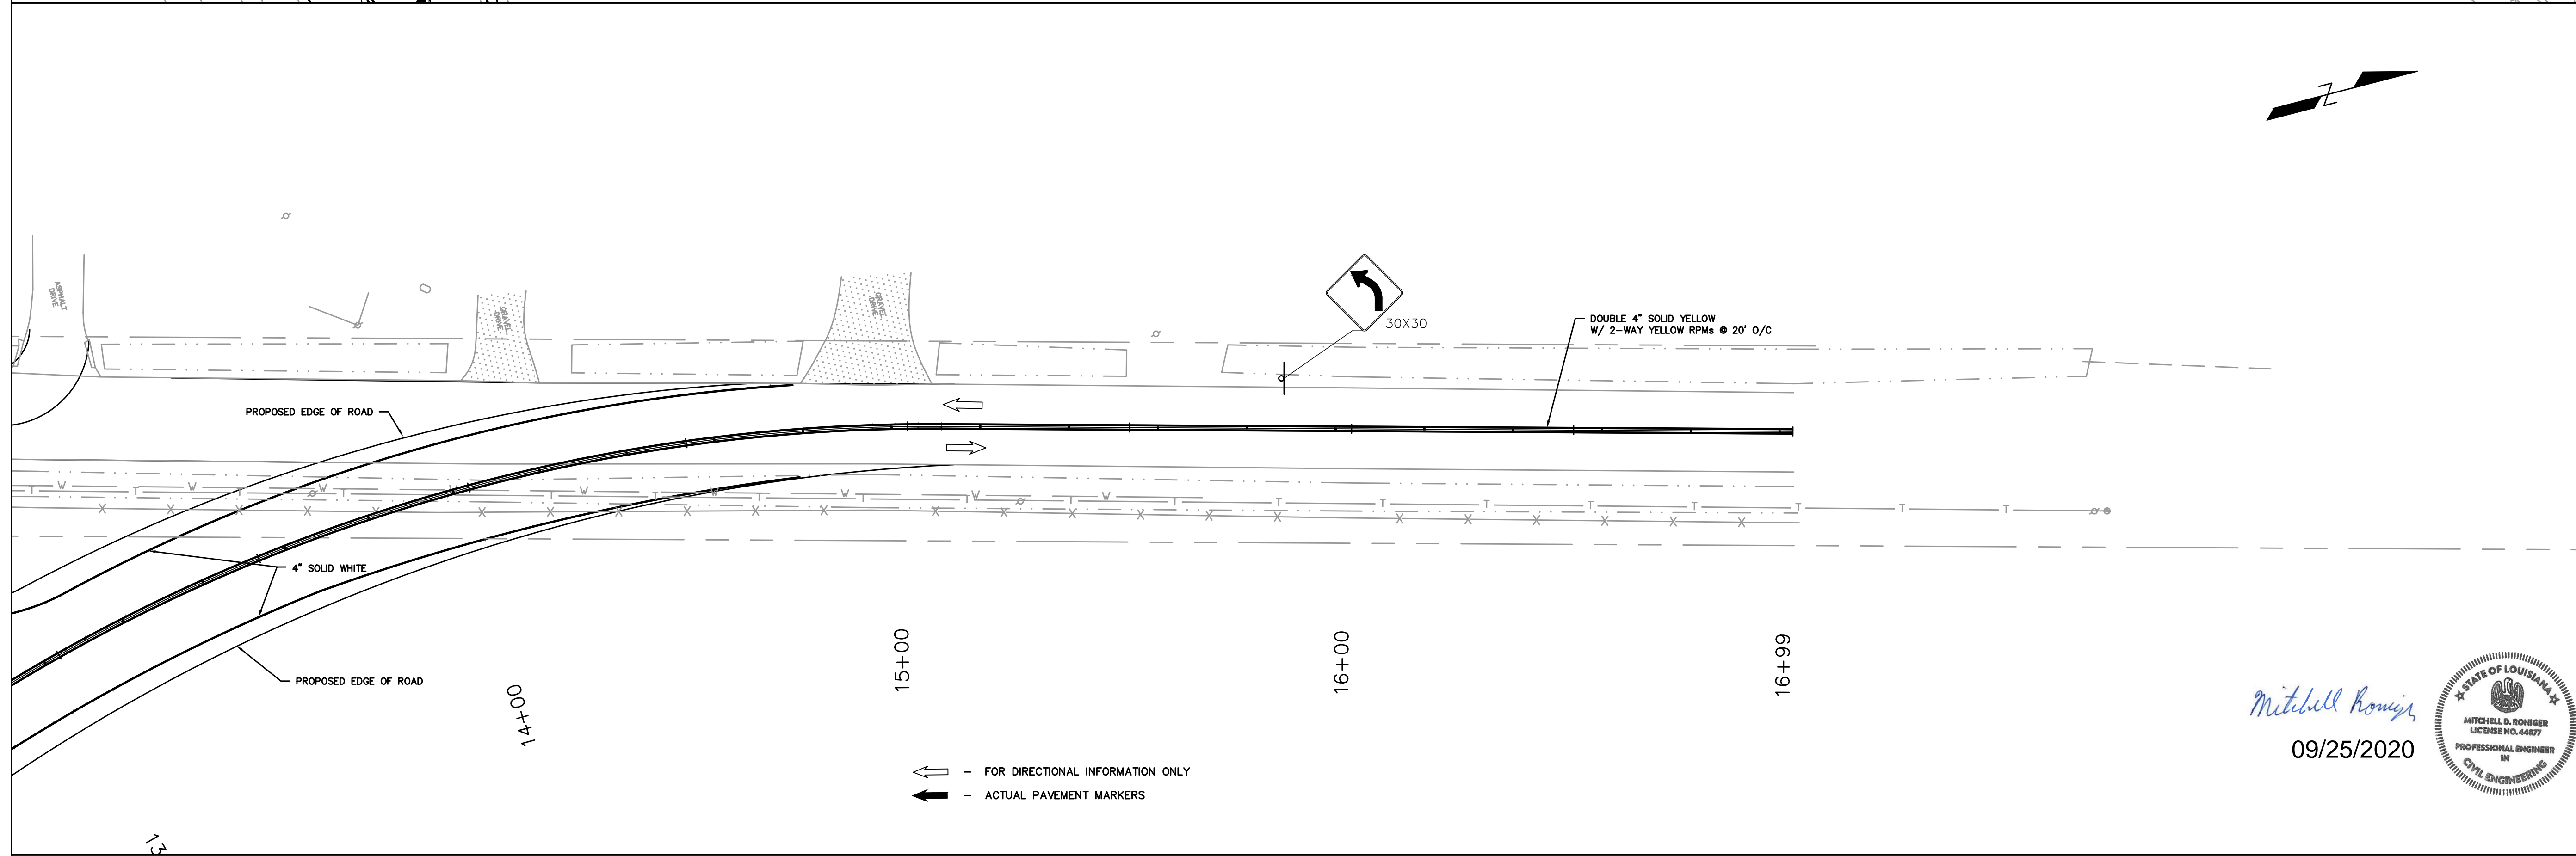 Z
ASPHALT
DRIVE
GRAVEL
DRIVE
GRAVEL
DRIVE
30X30
DOUBLE 4" SOLID YELLOW
W/ 2-WAY YELLOW RPMs @ 20' O/C
PROPOSED EDGE OF ROAD
W W W W W W W W W
T T T T T T T T T T T T T T T T T T T T
4" SOLID WHITE
PROPOSED EDGE OF ROAD
13
14+00
15+00
16+00
16+99
- FOR DIRECTIONAL INFORMATION ONLY
- ACTUAL PAVEMENT MARKERS
Mitchell Roniger
09/25/2020
STATE OF LOUISIANA
MITCHELL D. RONIGER
LICENSE NO. 44077
PROFESSIONAL ENGINEER
IN
CIVIL ENGINEERING